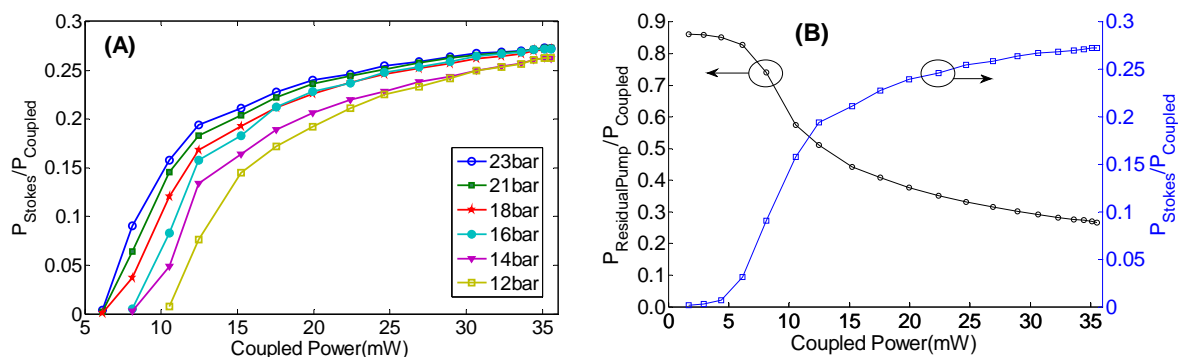 (A)
0.3
0.25
0.2
0.15
0.1
0.05
0
P_Stokes/P_Coupled
5 10 15 20 25 30 35
Coupled Power(mW)
23bar
21bar
18bar
16bar
14bar
12bar
(B)
0.9
0.8
0.7
0.6
0.5
0.4
0.3
0.2
0.1
0.0
P_ResidualPump/P_Coupled
0 5 10 15 20 25 30 35
Coupled Power(mW)
0.3
0.25
0.2
0.15
0.1
0.05
0
P_Stokes/P_Coupled